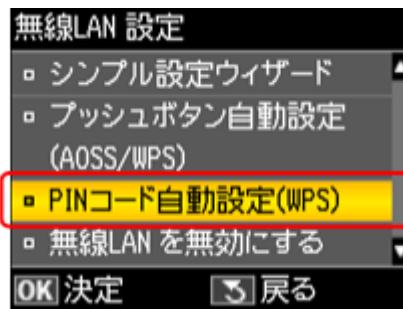 無線LAN 設定
シンプル設定ウィザード
プッシュボタン自動設定
(AOSS/WPS)
PINコード自動設定(WPS)
無線LAN を無効にする
OK 決定 戻る